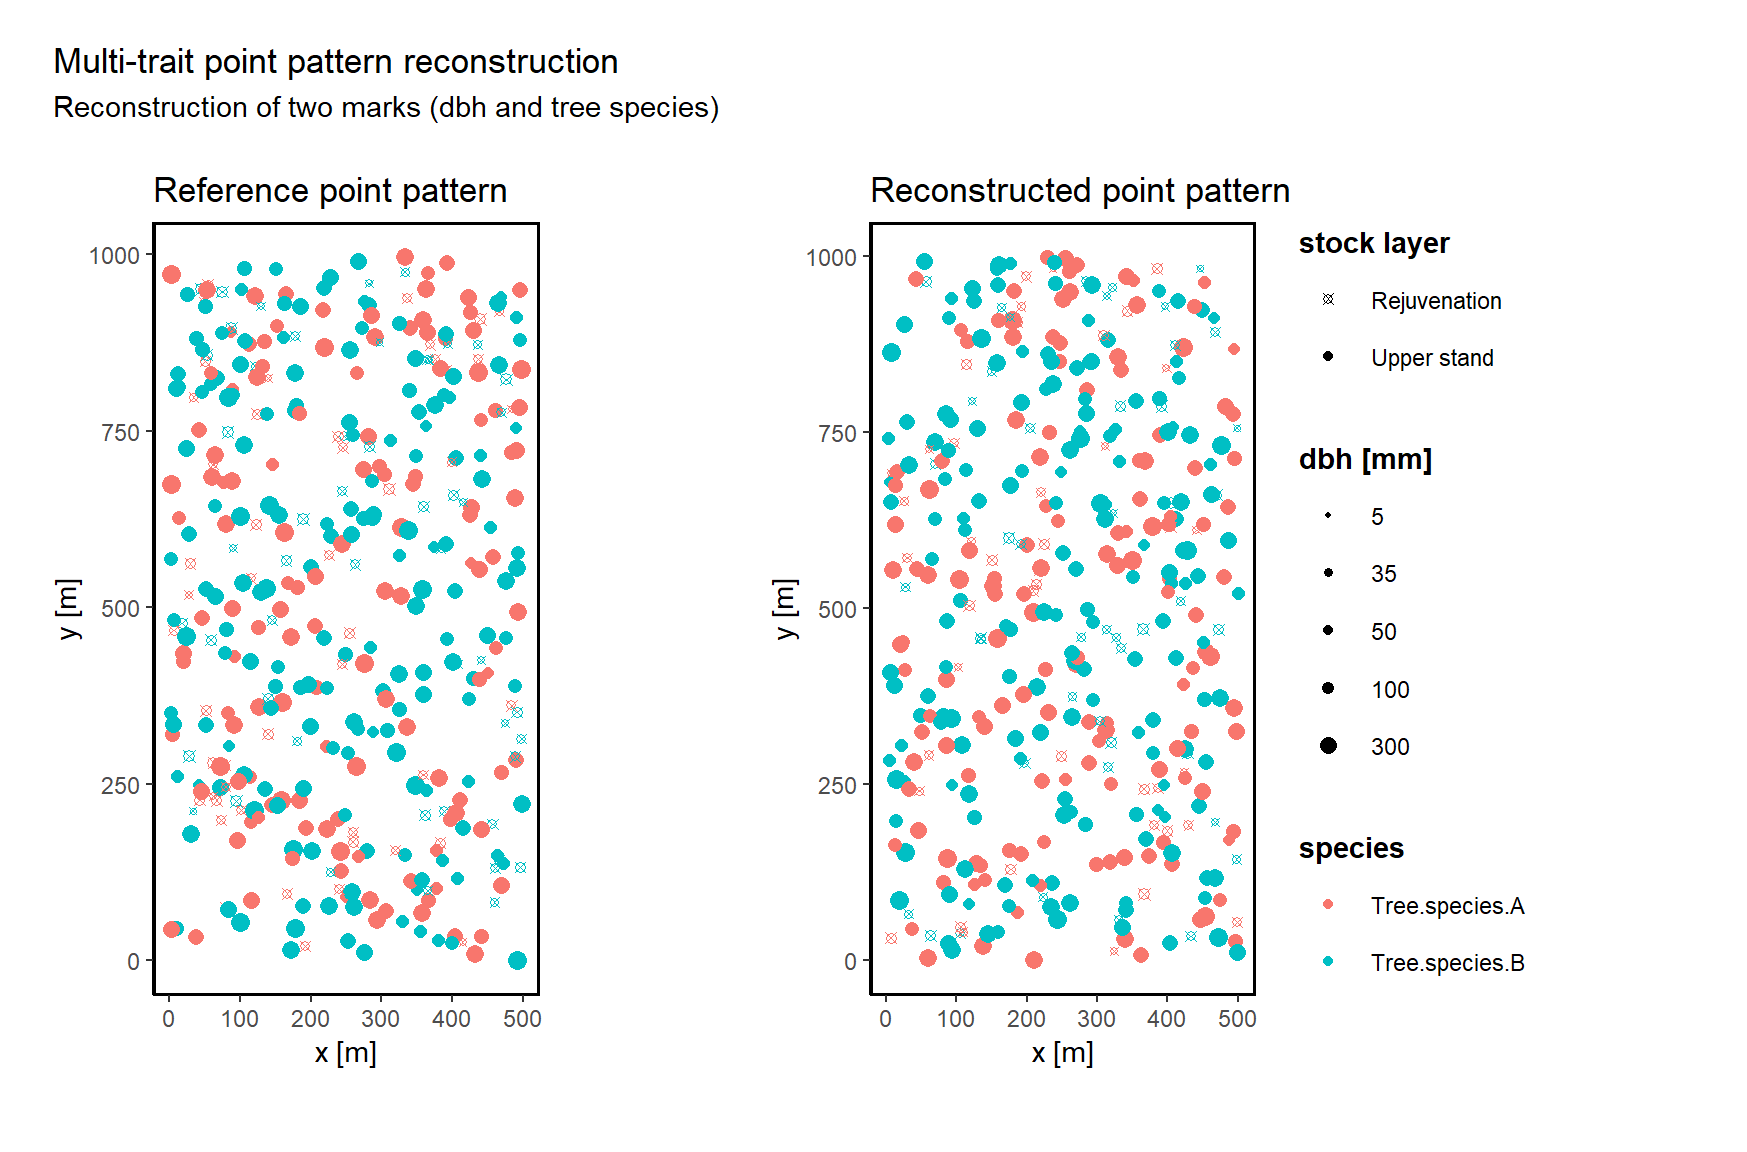 Multi-trait point pattern reconstruction
Reconstruction of two marks (dbh and tree species)
Reference point pattern
1000
750
500
250
0
y [m]
0 100 200 300 400 500
x [m]
Reconstructed point pattern
1000
750
500
250
0
y [m]
0 100 200 300 400 500
x [m]
stock layer
Rejuvenation
Upper stand
dbh [mm]
5
35
50
100
300
species
Tree.species.A
Tree.species.B